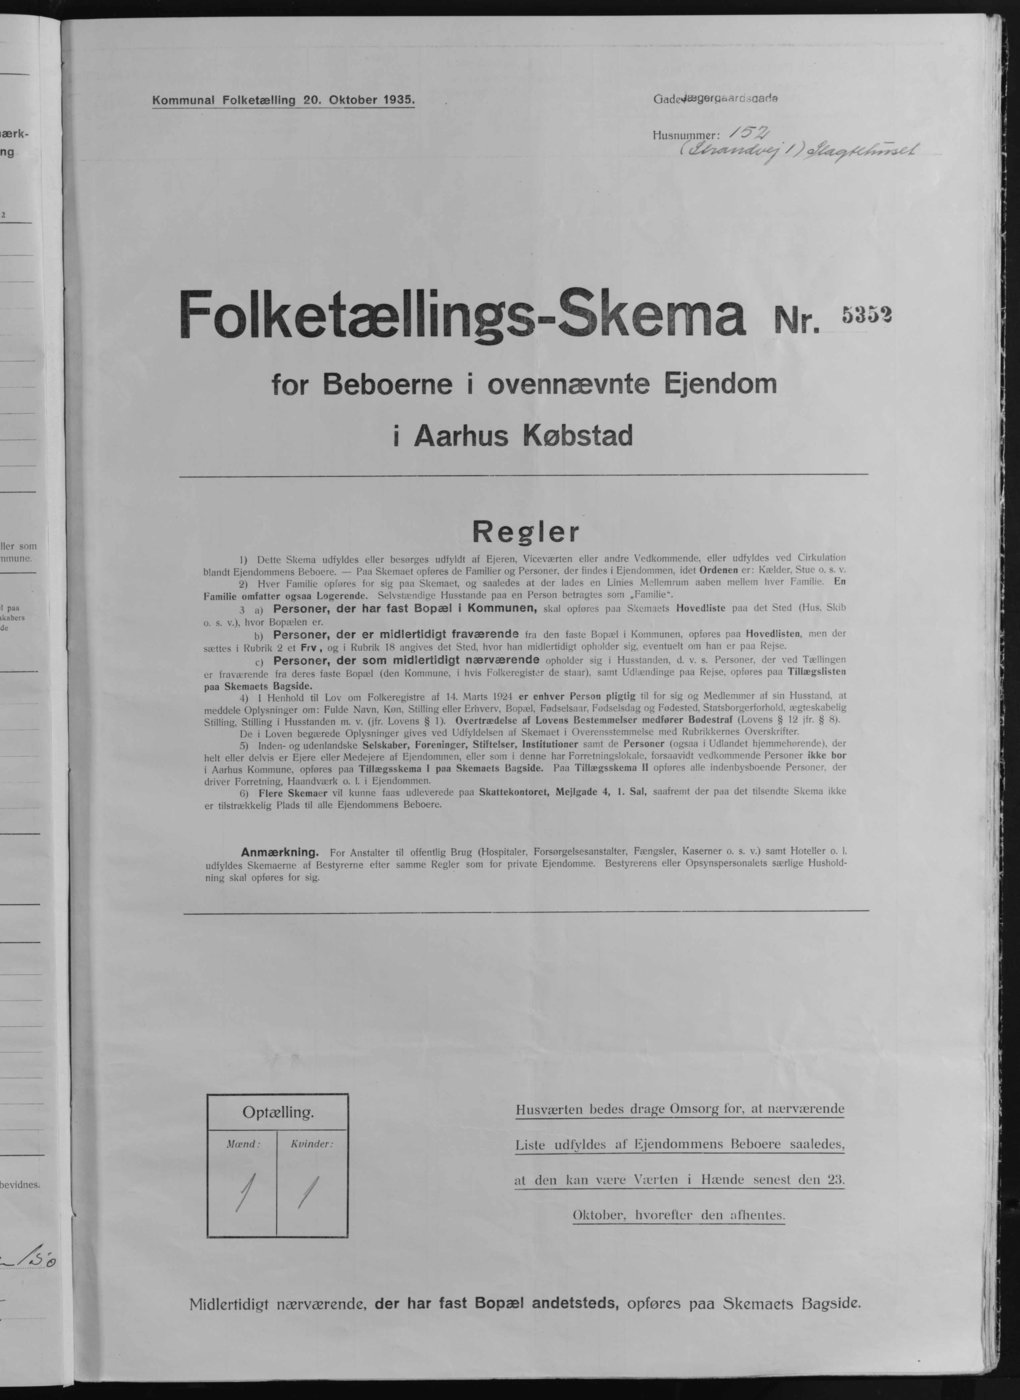 Kommunal Folketælling 20. Oktober 1935.
Gade: Jægergaardsgade
Husnummer: 152
(Strandvej 1) Slagtehuset
Folketællings-Skema Nr. 5352
for Beboerne i ovennævnte Ejendom
i Aarhus Købstad
Regler
1) Dette Skema udfyldes eller besørges udfyldt af Ejeren, Viceværten eller andre Vedkommende, eller udfyldes ved Cirkulation
blandt Ejendommens Beboere. — Paa Skemaet opføres de Familier og Personer, der findes i Ejendommen, idet Ordenen er: Kælder, Stue o. s. v.
2) Hver Familie opføres for sig paa Skemaet, og saaledes at der lades en Linies Mellemrum aaben mellem hver Familie. En
Familie omfatter ogsaa Logerende. Selvstændige Husstande paa en Person betragtes som „Familie“.
3 a) Personer, der har fast Bopæl i Kommunen, skal opføres paa Skemaets Hovedliste paa det Sted (Hus, Skib
o. s. v.), hvor Bopælen er.
b) Personer, der er midlertidigt fraværende fra den faste Bopæl i Kommunen, opføres paa Hovedlisten, men der
sættes i Rubrik 2 et Frv, og i Rubrik 18 angives det Sted, hvor han midlertidigt opholder sig, eventuelt om han er paa Rejse.
c) Personer, der som midlertidigt nærværende opholder sig i Husstanden, d. v. s. Personer, der ved Tællingen
er fraværende fra deres faste Bopæl (den Kommune, i hvis Folkeregister de staar), samt Udlændinge paa Rejse, opføres paa Tillægslisten
paa Skemaets Bagside.
4) I Henhold til Lov om Folkeregistre af 14. Marts 1924 er enhver Person pligtig til for sig og Medlemmer af sin Husstand, at
meddele Oplysninger om: Fulde Navn, Køn, Stilling eller Erhverv, Bopæl, Fødselsaar, Fødselsdag og Fødested, Statsborgerforhold, ægteskabelig
Stilling, Stilling i Husstanden m. v. (jfr. Lovens § 1). Overtrædelse af Lovens Bestemmelser medfører Bødestraf (Lovens § 12 jfr. § 8).
De i Loven begærede Oplysninger gives ved Udfyldelsen af Skemaet i Overensstemmelse med Rubrikkernes Overskrifter.
5) Inden- og udenlandske Selskaber, Foreninger, Stiftelser, Institutioner samt de Personer (ogsaa i Udlandet hjemmehørende), der
helt eller delvis er Ejere eller Medejere af Ejendommen, eller som i denne har Forretningslokale, forsaavidt vedkommende Personer ikke bor
i Aarhus Kommune, opføres paa Tillægsskema I paa Skemaets Bagside. Paa Tillægsskema II opføres alle indenbysboende Personer, der
driver Forretning, Haandværk o. l. i Ejendommen.
6) Flere Skemaer vil kunne faas udleverede paa Skattekontoret, Mejlgade 4, 1. Sal, saafremt der paa det tilsendte Skema ikke
er tilstrækkelig Plads til alle Ejendommens Beboere.
Anmærkning. For Anstalter til offentlig Brug (Hospitaler, Forsørgelsesanstalter, Fængsler, Kaserner o. s. v.) samt Hoteller o. l.
udfyldes Skemaerne af Bestyrerne efter samme Regler som for private Ejendomme. Bestyrerens eller Opsynspersonalets særlige Hushold-
ning skal opføres for sig.
Optælling.
Mænd: Kvinder:
1 1
Husværten bedes drage Omsorg for, at nærværende
Liste udfyldes af Ejendommens Beboere saaledes,
at den kan være Værten i Hænde senest den 23.
Oktober, hvorefter den afhentes.
Midlertidigt nærværende, der har fast Bopæl andetsteds, opføres paa Skemaets Bagside.